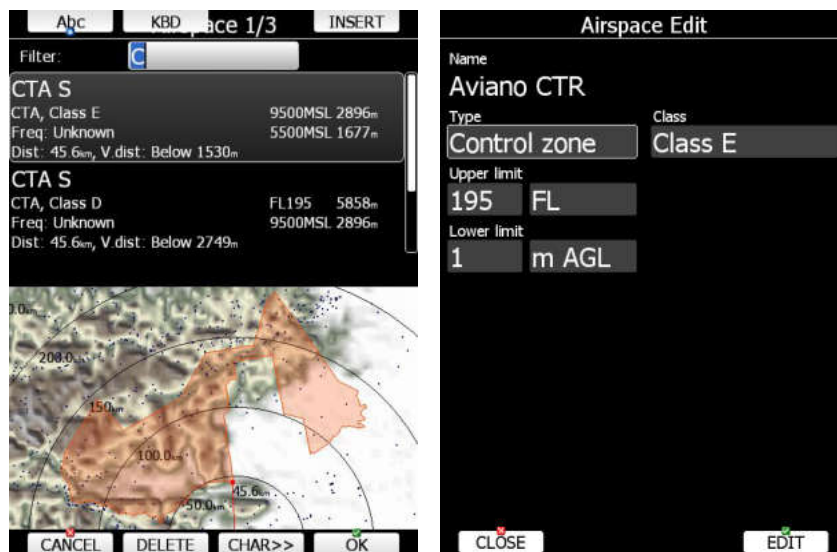 Abc KBD Airspace 1/3 INSERT
Filter: C
CTA S
CTA, Class E 9500MSL 2896m
Freq: Unknown 5500MSL 1677m
Dist: 45.6km, V.dist: Below 1530m
CTA S
CTA, Class D FL195 5858m
Freq: Unknown 9500MSL 2896m
Dist: 45.6km, V.dist: Below 2749m
200.0km
150km
100.0km
45.6km
50.0km
CANCEL DELETE CHAR>> OK
Airspace Edit
Name
Aviano CTR
Type Class
Control zone Class E
Upper limit
195 FL
Lower limit
1 m AGL
CLOSE EDIT